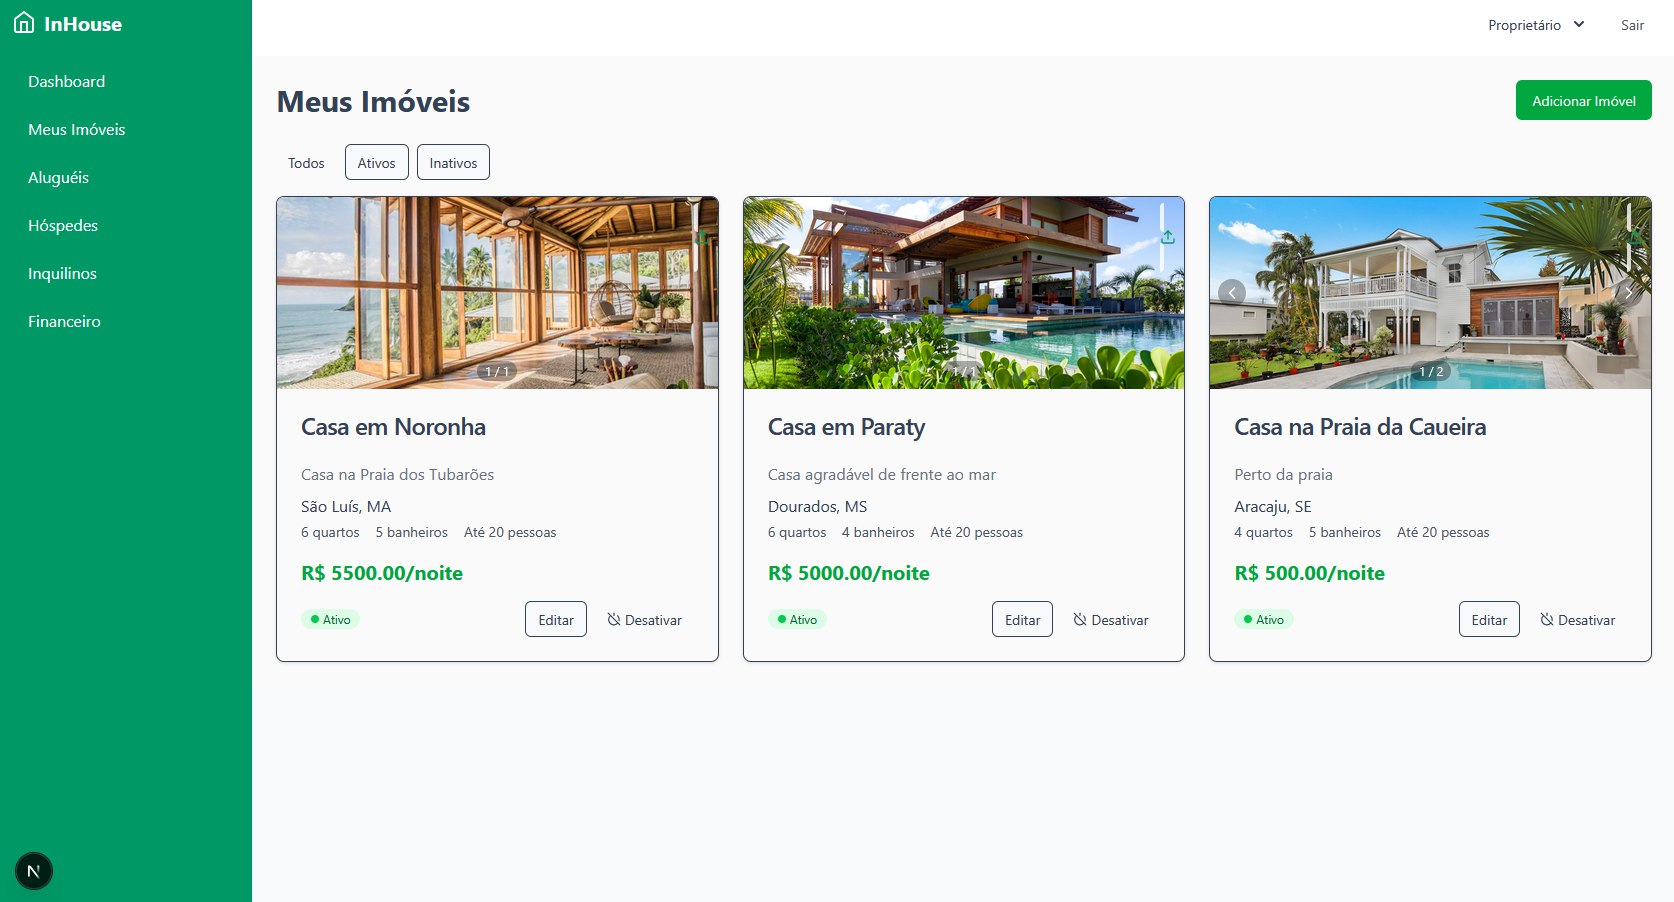 InHouse
Proprietário
Sair
Dashboard
Meus Imóveis
Aluguéis
Hóspedes
Inquilinos
Financeiro
Meus Imóveis
Adicionar Imóvel
Todos
Ativos
Inativos
1 / 1
Casa em Noronha
Casa na Praia dos Tubarões
São Luís, MA
6 quartos 5 banheiros Até 20 pessoas
R$ 5500.00/noite
Ativo
Editar
Desativar
1 / 1
Casa em Paraty
Casa agradável de frente ao mar
Dourados, MS
6 quartos 4 banheiros Até 20 pessoas
R$ 5000.00/noite
Ativo
Editar
Desativar
1 / 2
Casa na Praia da Caueira
Perto da praia
Aracaju, SE
4 quartos 5 banheiros Até 20 pessoas
R$ 500.00/noite
Ativo
Editar
Desativar
N